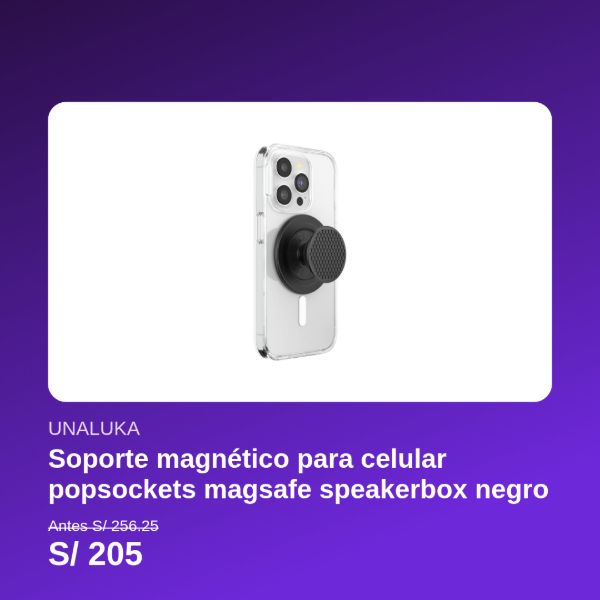 UNALUKA
Soporte magnético para celular
popsockets magsafe speakerbox negro
Antes S/ 256.25
S/ 205